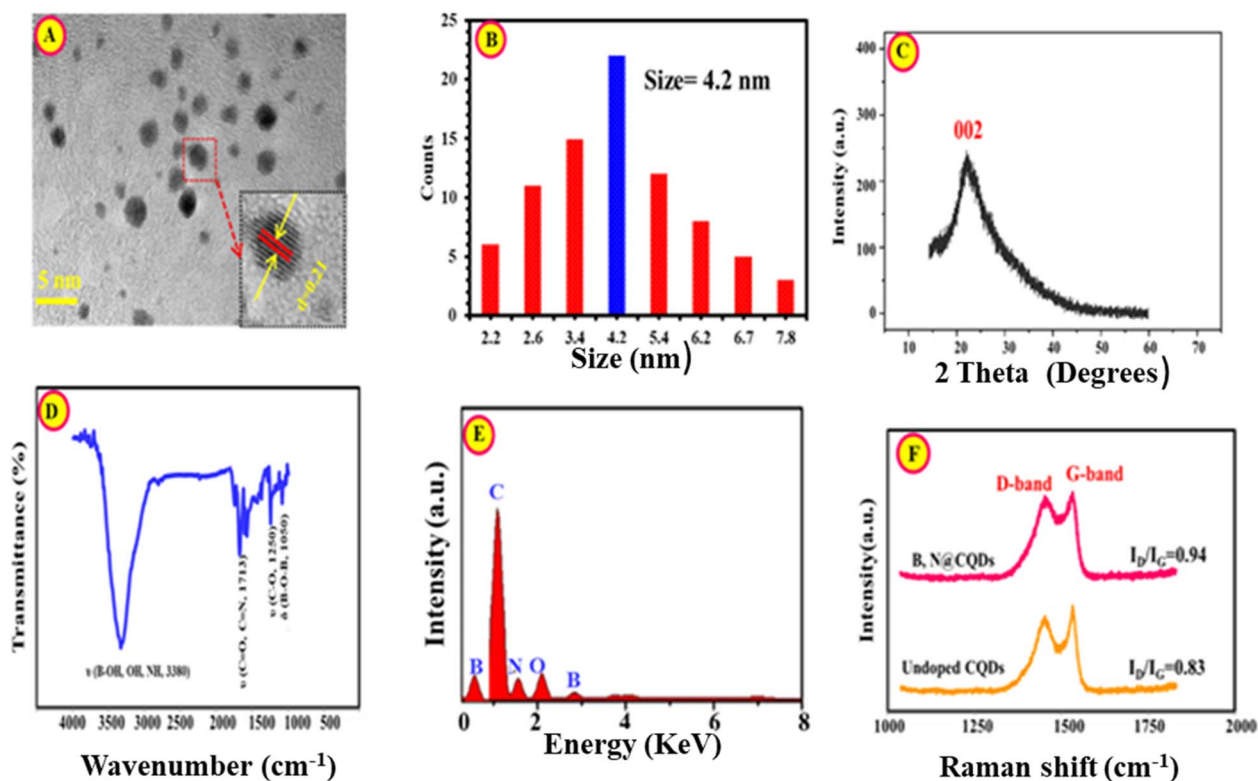 A
5 nm
d=0.21
B
Size= 4.2 nm
Counts
25
20
15
10
5
0
2.2 2.6 3.4 4.2 5.4 6.2 6.7 7.8
Size (nm)
C
002
Intensity (a.u.)
400
300
200
100
0
10 20 30 40 50 60 70
2 Theta (Degrees)
D
Transmittance (%)
υ (B-OH, OH, NH, 3380)
υ (C=O, C=N, 1713)
υ (C-O, 1250)
δ (B-O-B, 1050)
4000 3500 3000 2500 2000 1500 1000 500
Wavenumber (cm-1)
E
Intensity (a.u.)
B C N O B
0 2 4 6 8
Energy (KeV)
F
D-band G-band
Intensity(a.u.)
B, N@CQDs ID/IG=0.94
Undoped CQDs ID/IG=0.83
1000 1250 1500 1750 2000
Raman shift (cm-1)